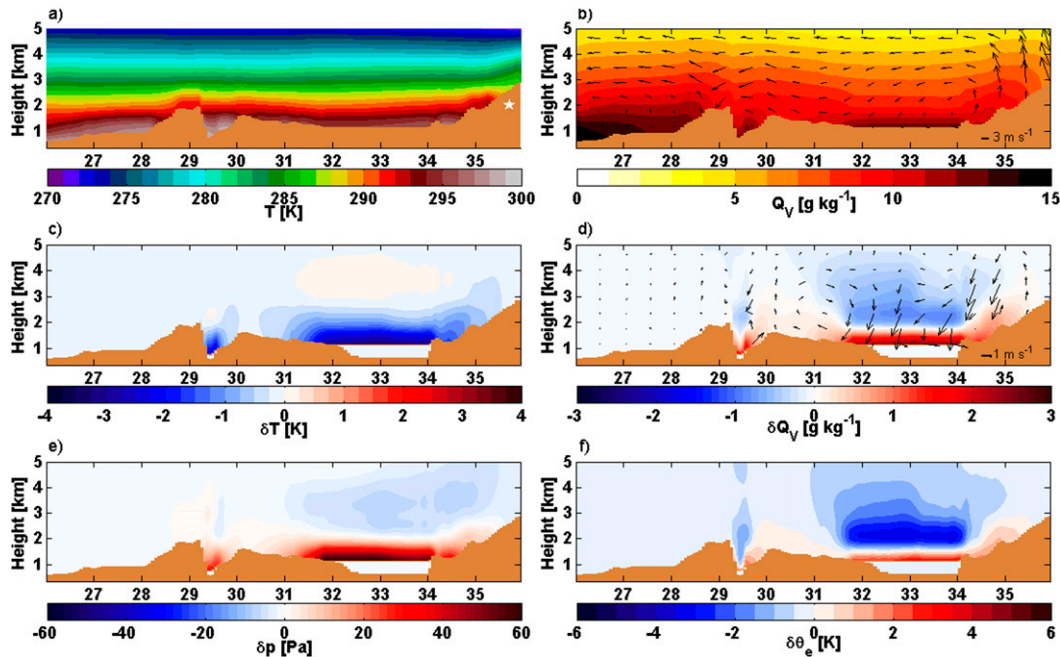 a)
Height [km]
5
4
3
2
1
27 28 29 30 31 32 33 34 35
270 275 280 285 290 295 300
T [K]
b)
Height [km]
5
4
3
2
1
3 m s⁻¹
27 28 29 30 31 32 33 34 35
0 5 10 15
Q_V [g kg⁻¹]
c)
Height [km]
5
4
3
2
1
27 28 29 30 31 32 33 34 35
-4 -3 -2 -1 0 1 2 3 4
δT [K]
d)
Height [km]
5
4
3
2
1
1 m s⁻¹
27 28 29 30 31 32 33 34 35
-3 -2 -1 0 1 2 3
δQ_V [g kg⁻¹]
e)
Height [km]
5
4
3
2
1
27 28 29 30 31 32 33 34 35
-60 -40 -20 0 20 40 60
δp [Pa]
f)
Height [km]
5
4
3
2
1
27 28 29 30 31 32 33 34 35
-6 -4 -2 0 2 4 6
δθ_e [K]